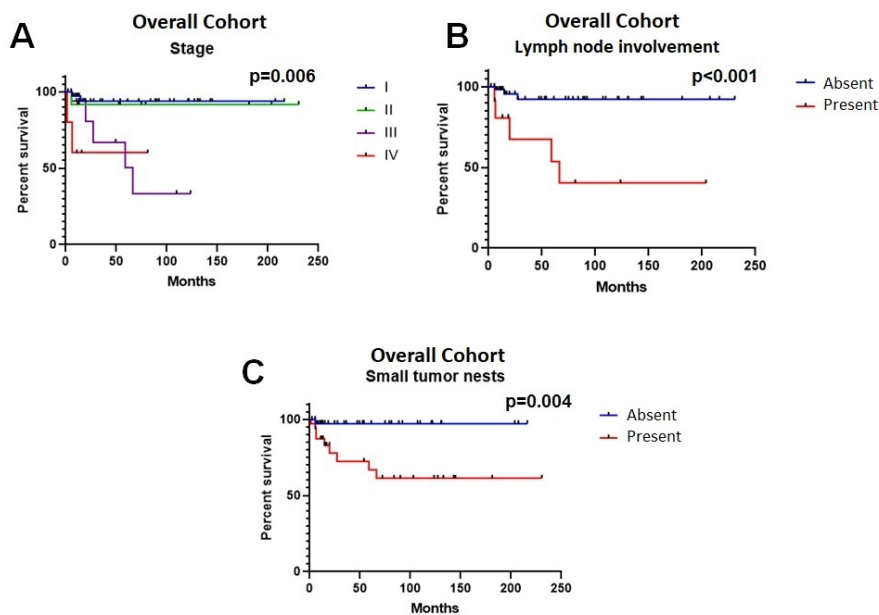 A
Overall Cohort
Stage
p=0.006
I
II
III
IV
Percent survival
100
50
0
0 50 100 150 200 250
Months
B
Overall Cohort
Lymph node involvement
p<0.001
Absent
Present
Percent survival
100
50
0
0 50 100 150 200 250
Months
C
Overall Cohort
Small tumor nests
p=0.004
Absent
Present
Percent survival
100
50
0
0 50 100 150 200 250
Months